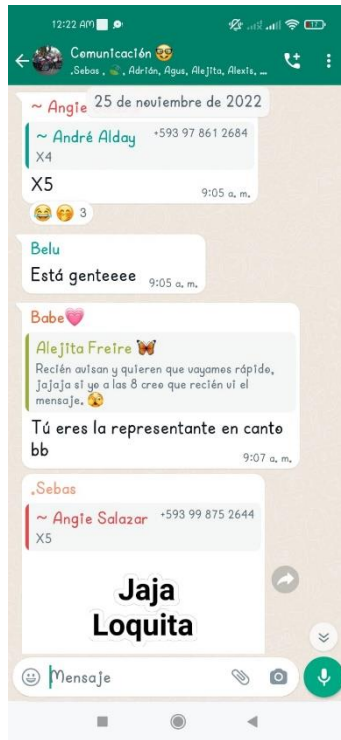 12:22 AM
17
Comunicación 🤓
.Sebas, 🍃, Adrián, Agus, Alejita, Alexis, ...
25 de noviembre de 2022
~ Angie
~ André Alday +593 97 861 2684
X4
X5
9:05 a. m.
😂 🤭 3
Belu
Está genteeee
9:05 a. m.
Babe💗
Alejita Freire 🦋
Recién avisan y quieren que vayamos rápido,
jajaja si yo a las 8 creo que recién vi el
mensaje. 🫣
Tú eres la representante en canto
bb
9:07 a. m.
.Sebas
~ Angie Salazar +593 99 875 2644
X5
Jaja
Loquita
Mensaje